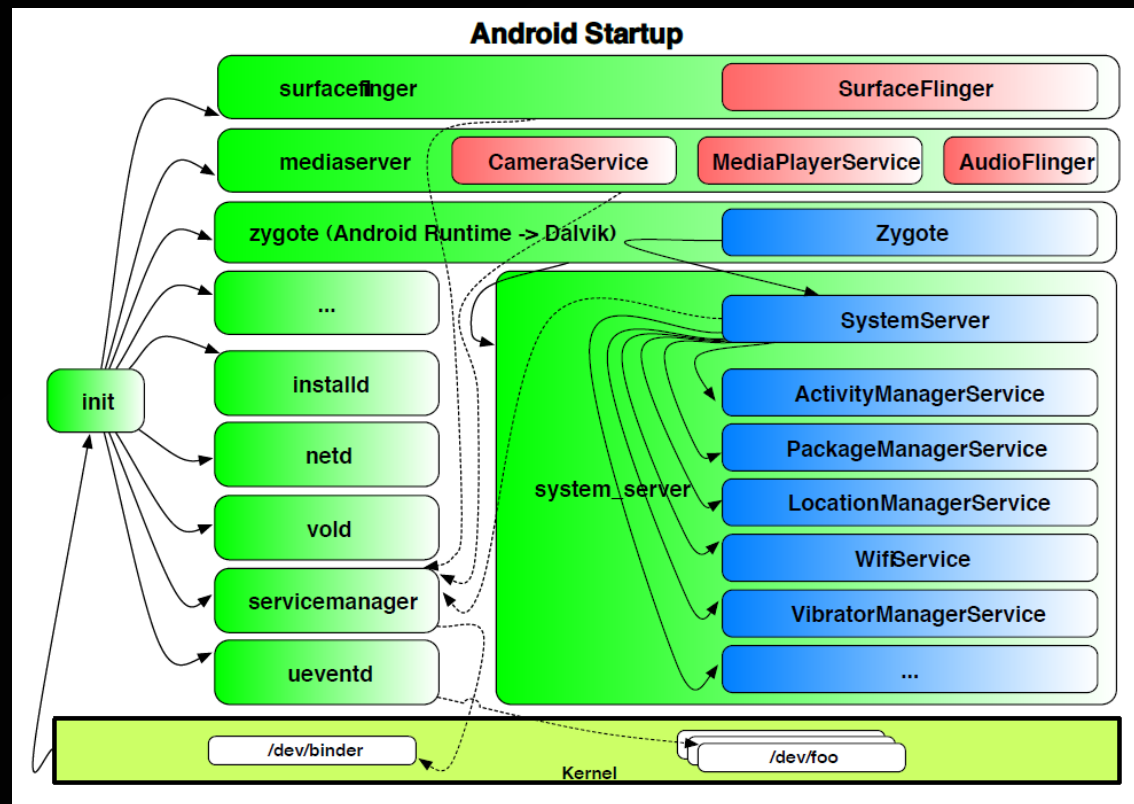 Android Startup
surfaceflinger
SurfaceFlinger
mediaserver
CameraService
MediaPlayerService
AudioFlinger
zygote (Android Runtime -> Dalvik)
Zygote
...
SystemServer
installd
init
ActivityManagerService
netd
PackageManagerService
system_server
LocationManagerService
vold
WifiService
servicemanager
VibratorManagerService
ueventd
...
/dev/binder
/dev/foo
Kernel